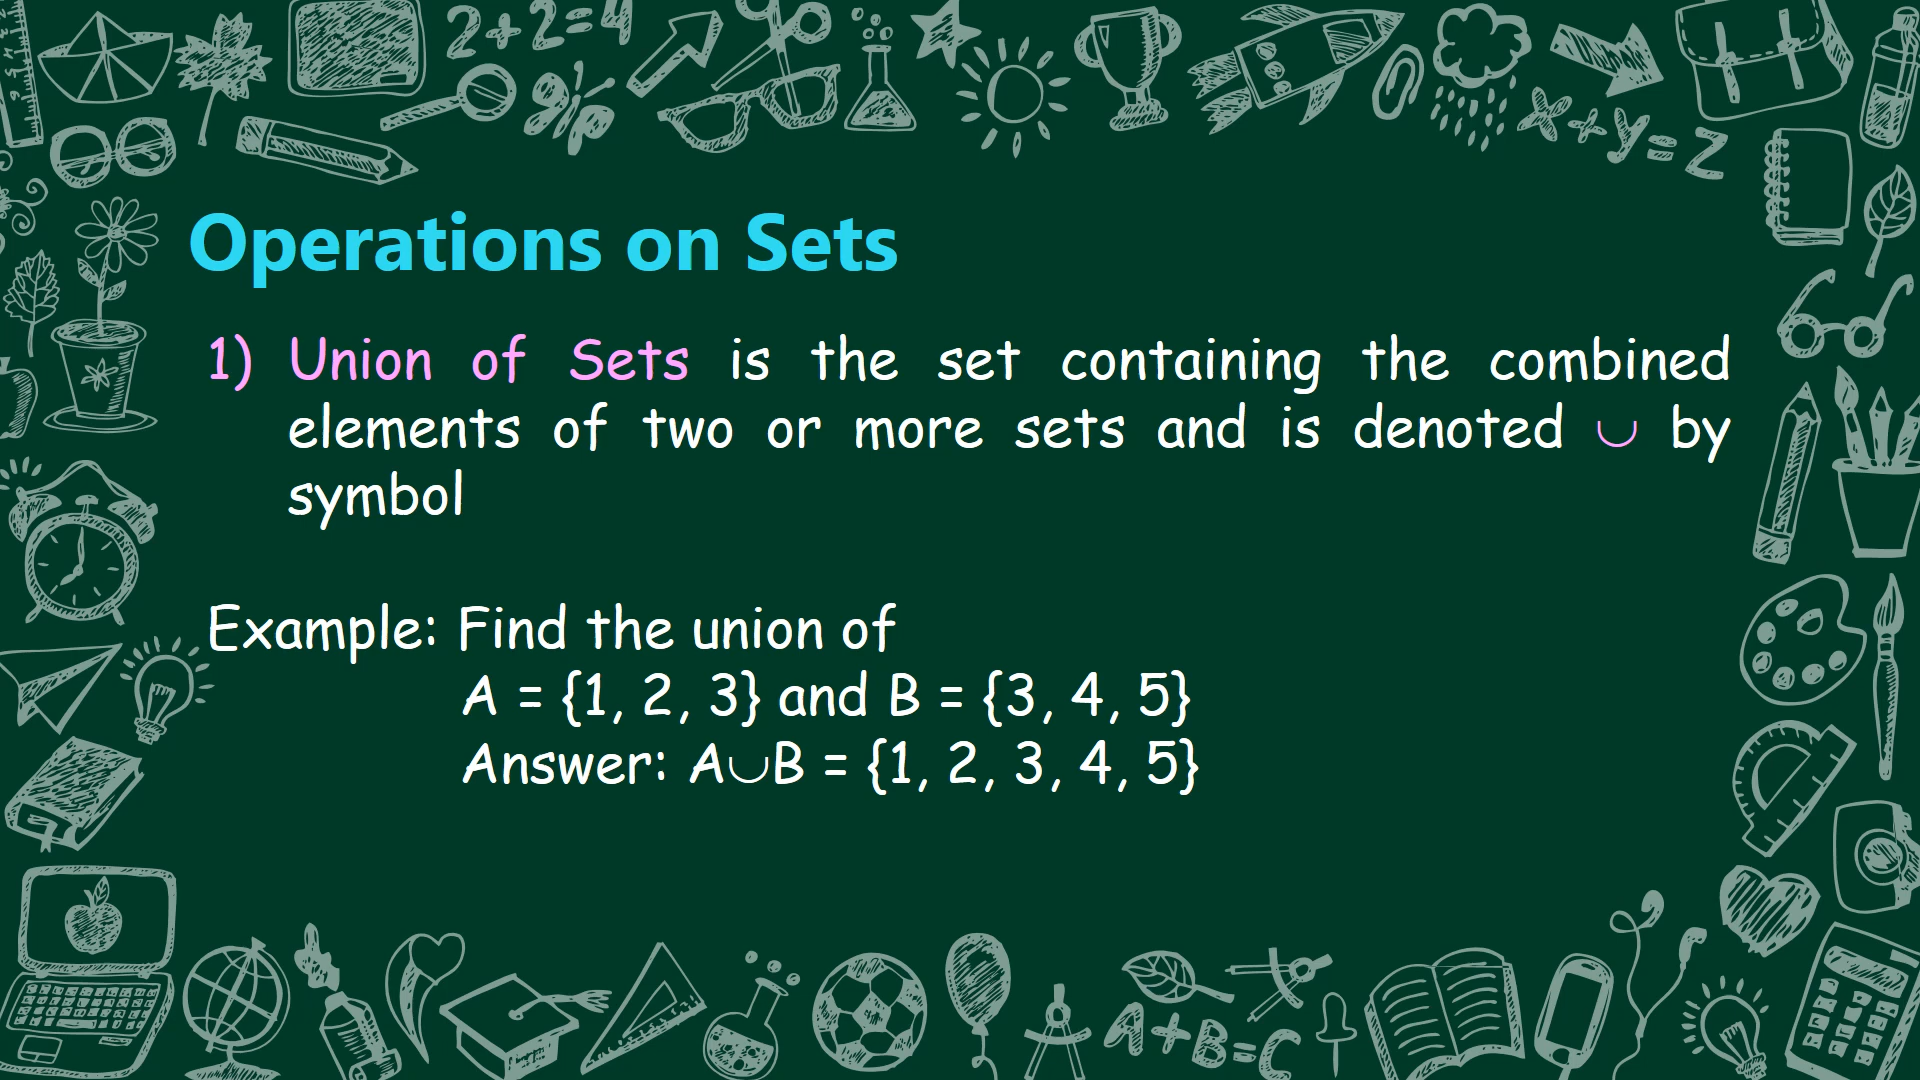 2+2=4
%
x+y=z
Operations on Sets
1) Union of Sets is the set containing the combined
elements of two or more sets and is denoted ∪ by
symbol
Example: Find the union of
A = {1, 2, 3} and B = {3, 4, 5}
Answer: A∪B = {1, 2, 3, 4, 5}
A+B=C